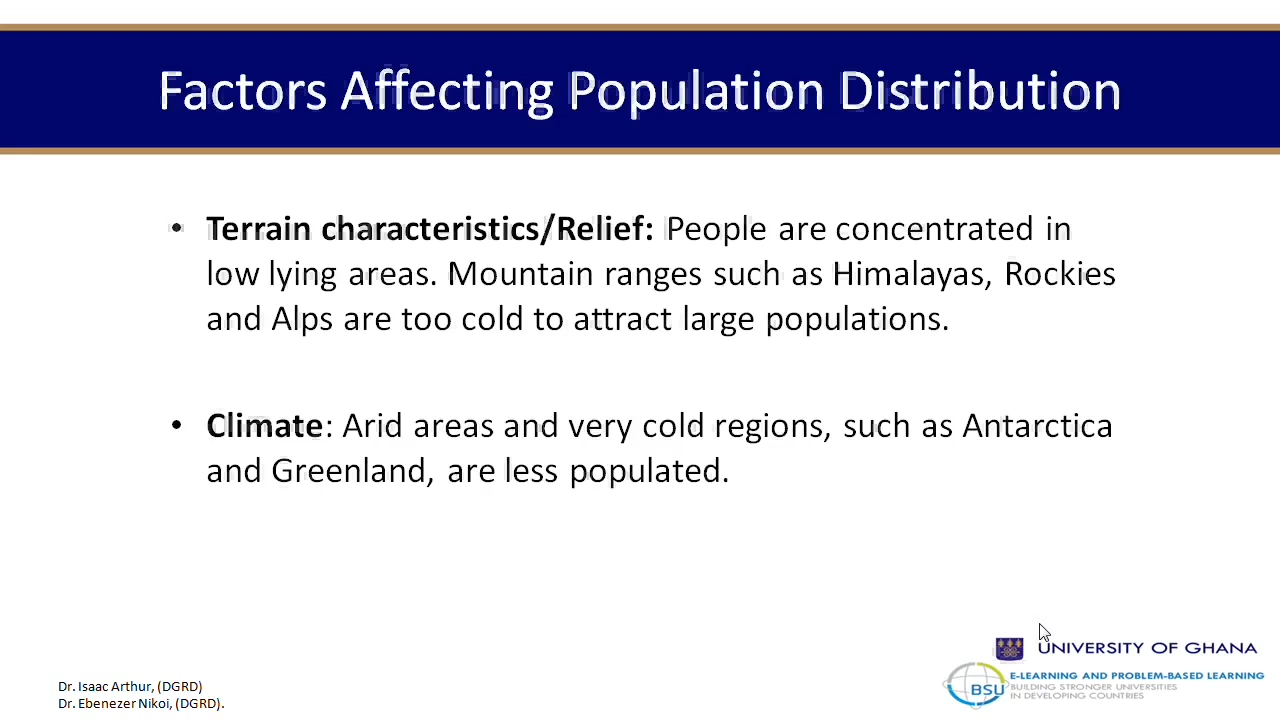 Factors Affecting Population Distribution
• Terrain characteristics/Relief: People are concentrated in
low lying areas. Mountain ranges such as Himalayas, Rockies
and Alps are too cold to attract large populations.
• Climate: Arid areas and very cold regions, such as Antarctica
and Greenland, are less populated.
UNIVERSITY OF GHANA
BSU
E-LEARNING AND PROBLEM-BASED LEARNING
BUILDING STRONGER UNIVERSITIES
IN DEVELOPING COUNTRIES
Dr. Isaac Arthur, (DGRD)
Dr. Ebenezer Nikoi, (DGRD).